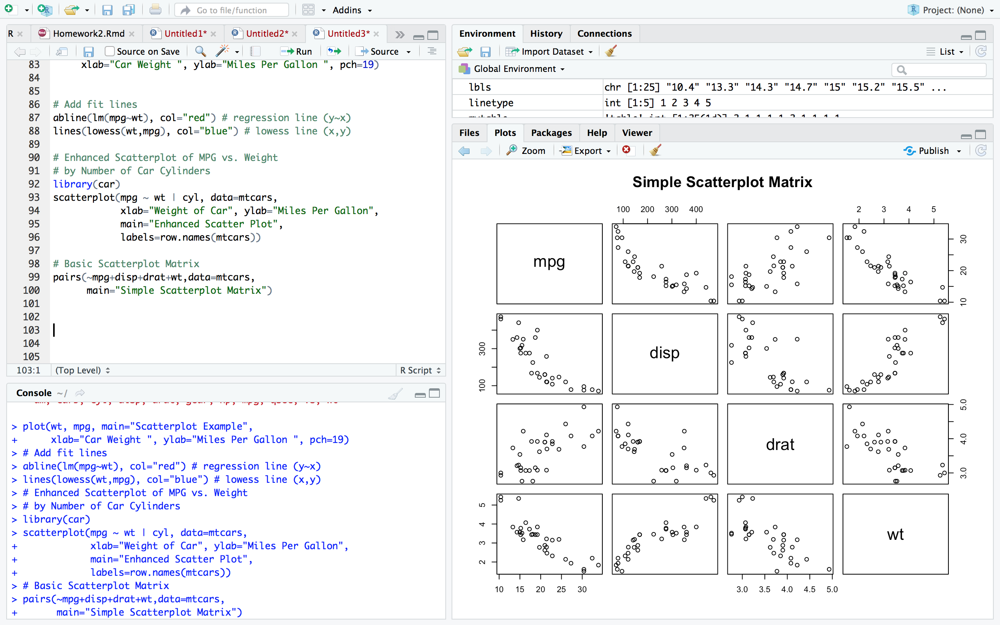 Go to file/function
Addins
Project: (None)
R
Homework2.Rmd
Untitled1*
Untitled2*
Untitled3*
Source on Save
Run
Source
83 xlab="Car Weight ", ylab="Miles Per Gallon ", pch=19)
84
85
86 # Add fit lines
87 abline(lm(mpg~wt), col="red") # regression line (y~x)
88 lines(lowess(wt,mpg), col="blue") # lowess line (x,y)
89
90 # Enhanced Scatterplot of MPG vs. Weight
91 # by Number of Car Cylinders
92 library(car)
93 scatterplot(mpg ~ wt | cyl, data=mtcars,
94 xlab="Weight of Car", ylab="Miles Per Gallon",
95 main="Enhanced Scatter Plot",
96 labels=row.names(mtcars))
97
98 # Basic Scatterplot Matrix
99 pairs(~mpg+disp+drat+wt,data=mtcars,
100 main="Simple Scatterplot Matrix")
101
102
103
104
105
103:1 (Top Level) R Script
Console ~/
> plot(wt, mpg, main="Scatterplot Example",
+ xlab="Car Weight ", ylab="Miles Per Gallon ", pch=19)
> # Add fit lines
> abline(lm(mpg~wt), col="red") # regression line (y~x)
> lines(lowess(wt,mpg), col="blue") # lowess line (x,y)
> # Enhanced Scatterplot of MPG vs. Weight
> # by Number of Car Cylinders
> library(car)
> scatterplot(mpg ~ wt | cyl, data=mtcars,
+ xlab="Weight of Car", ylab="Miles Per Gallon",
+ main="Enhanced Scatter Plot",
+ labels=row.names(mtcars))
> # Basic Scatterplot Matrix
> pairs(~mpg+disp+drat+wt,data=mtcars,
+ main="Simple Scatterplot Matrix")
Environment History Connections
Import Dataset
List
Global Environment
lbls chr [1:25] "10.4" "13.3" "14.3" "14.7" "15" "15.2" "15.5" ...
linetype int [1:5] 1 2 3 4 5
Files Plots Packages Help Viewer
Zoom Export Publish
Simple Scatterplot Matrix
100 200 300 400
2 3 4 5
mpg
30
20
10
disp
300
100
drat
5.0
4.0
3.0
wt
5
4
3
2
10 15 20 25 30
3.0 3.5 4.0 4.5 5.0